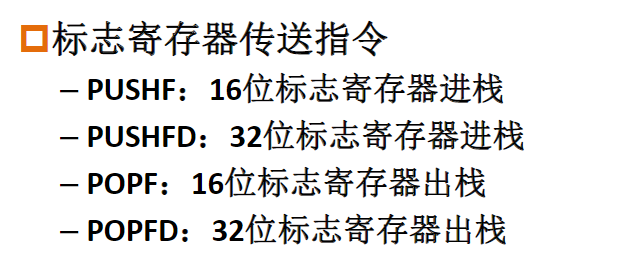 标志寄存器传送指令
– PUSHF：16位标志寄存器进栈
– PUSHFD：32位标志寄存器进栈
– POPF：16位标志寄存器出栈
– POPFD：32位标志寄存器出栈